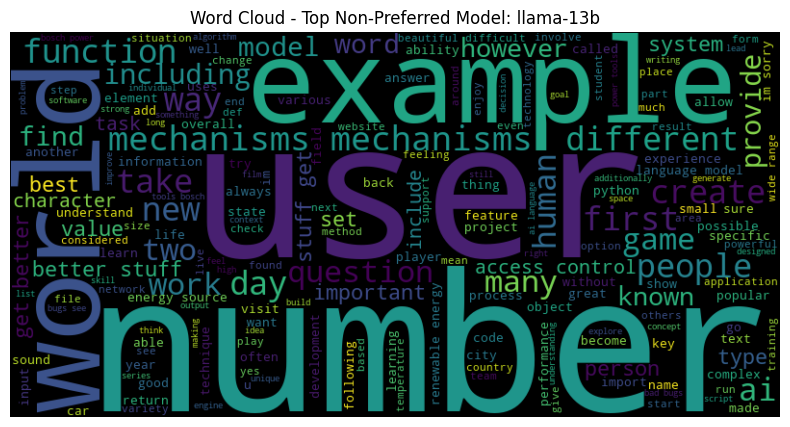 Word Cloud - Top Non-Preferred Model: llama-13b
situation
algorithm
well
beautiful
difficult
involve
form
function
model
word
however
ability
called
system
lead
problem
including
change
around
writing
place
step
individual
uses
answer
enjoy
decision
technology
student
software
strong
element
end
various
goal
part
much
allow
provide
im sorry
world
example
way
task
add
long
def
something
overall
website
even
power tools
find
mechanisms mechanisms
different
result
another
information
try
film
field
feeling
still
experience
language model
additionally
generate
wide range
best
improve
take
user
stuff get
back
thing
ai language
python
space
create
character
tools bosch
always
im
support
understand
considered
new
state
context
check
next
set
method
include
feature
project
human
first
small
sure
area
value
size
life
two
live
feel
high
found
player
mean
right
option
game
possible
specific
powerful
designed
get better
learn
better stuff
question
people
list
skill
file
network
work
day
important
many
access control
known
show
application
bugs see
energy source
output
build
visit
want
renewable energy
process
without
great
popular
input
think
idea
able
see
making
play
technique
often
development
code
object
explore
become
others
concept
go
text
type
training
sound
series
year
yes
following
based
learning
temperature
city
country
team
performance
give
understanding
person
key
complex
good
u
unique
import
name
ai
run
bad bugs
script
car
return
variety
engine
number
start
made